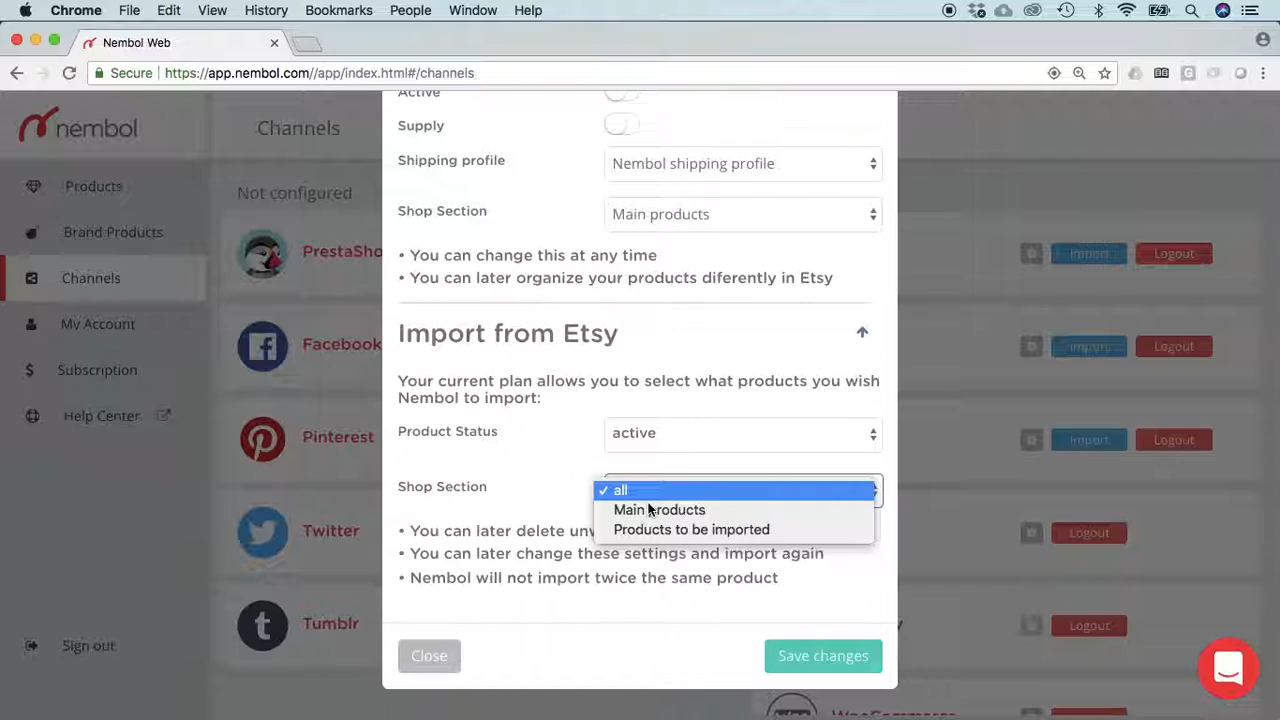 Chrome File Edit View History Bookmarks People Window Help
Nembol Web
Secure https://app.nembol.com//app/index.html#/channels
nembol
Channels
Products
Brand Products
Channels
My Account
Subscription
Help Center
Sign out
Not configured
PrestaSho
Import Logout
Facebook
Import Logout
Pinterest
Import Logout
Twitter
Logout
Tumblr
Logout
Active
Supply
Shipping profile Nembol shipping profile
Shop Section Main products
• You can change this at any time
• You can later organize your products diferently in Etsy
Import from Etsy
Your current plan allows you to select what products you wish
Nembol to import:
Product Status active
Shop Section
✓ all
Main products
Products to be imported
• You can later delete unw
• You can later change these settings and import again
• Nembol will not import twice the same product
Close Save changes